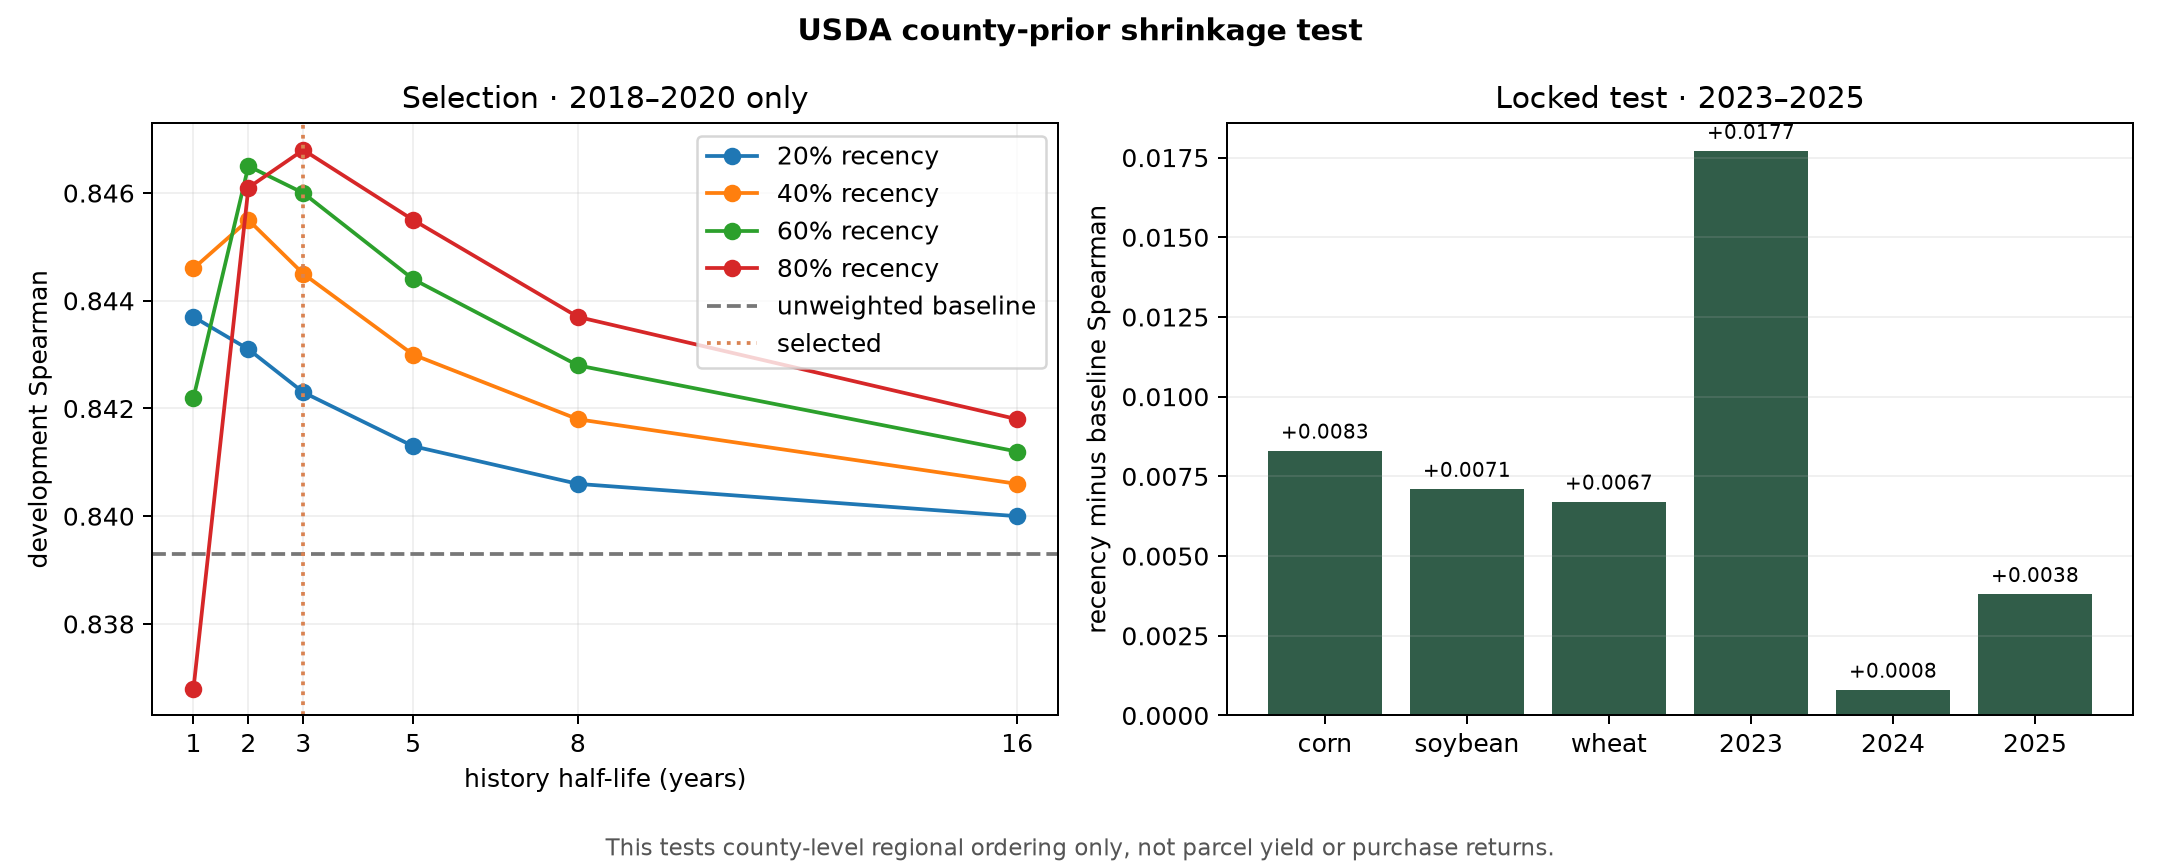 USDA county-prior shrinkage test
Selection · 2018–2020 only
development Spearman
0.846
0.844
0.842
0.840
0.838
20% recency
40% recency
60% recency
80% recency
unweighted baseline
selected
1 2 3 5 8 16
history half-life (years)
Locked test · 2023–2025
recency minus baseline Spearman
0.0175
0.0150
0.0125
0.0100
0.0075
0.0050
0.0025
0.0000
+0.0083
+0.0071
+0.0067
+0.0177
+0.0008
+0.0038
corn soybean wheat 2023 2024 2025
This tests county-level regional ordering only, not parcel yield or purchase returns.